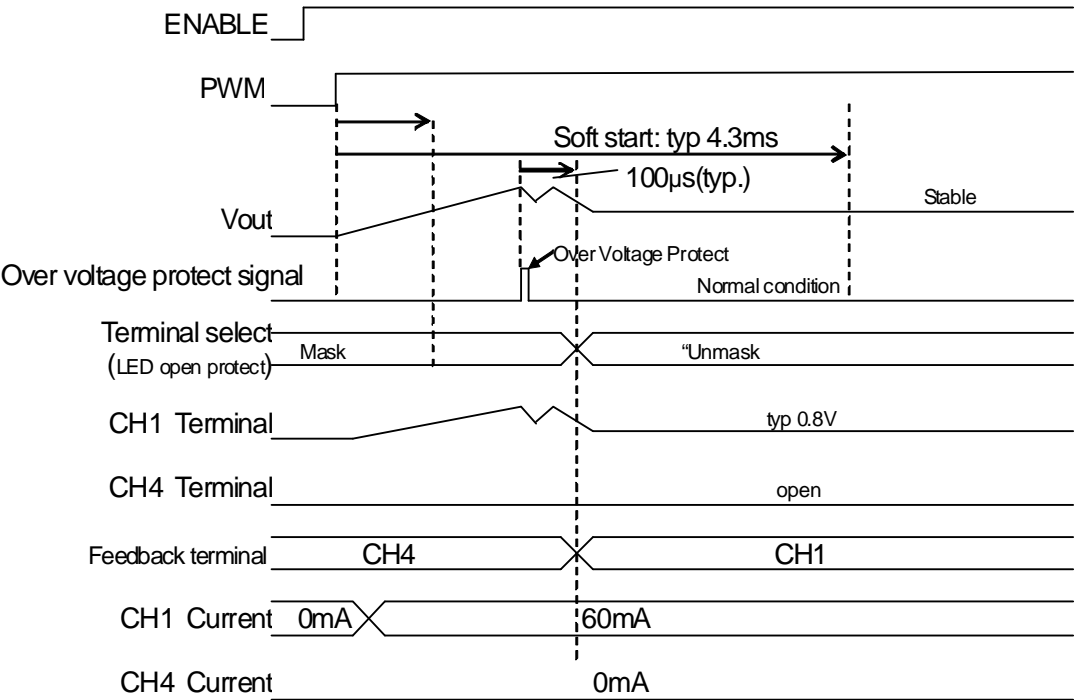 ENABLE
PWM
Soft start: typ 4.3ms
100µs(typ.)
Stable
Vout
Over Voltage Protect
Over voltage protect signal
Normal condition
Terminal select
(LED open protect)
Mask
“Unmask
CH1 Terminal
typ 0.8V
CH4 Terminal
open
Feedback terminal
CH4
CH1
CH1 Current
0mA
60mA
CH4 Current
0mA